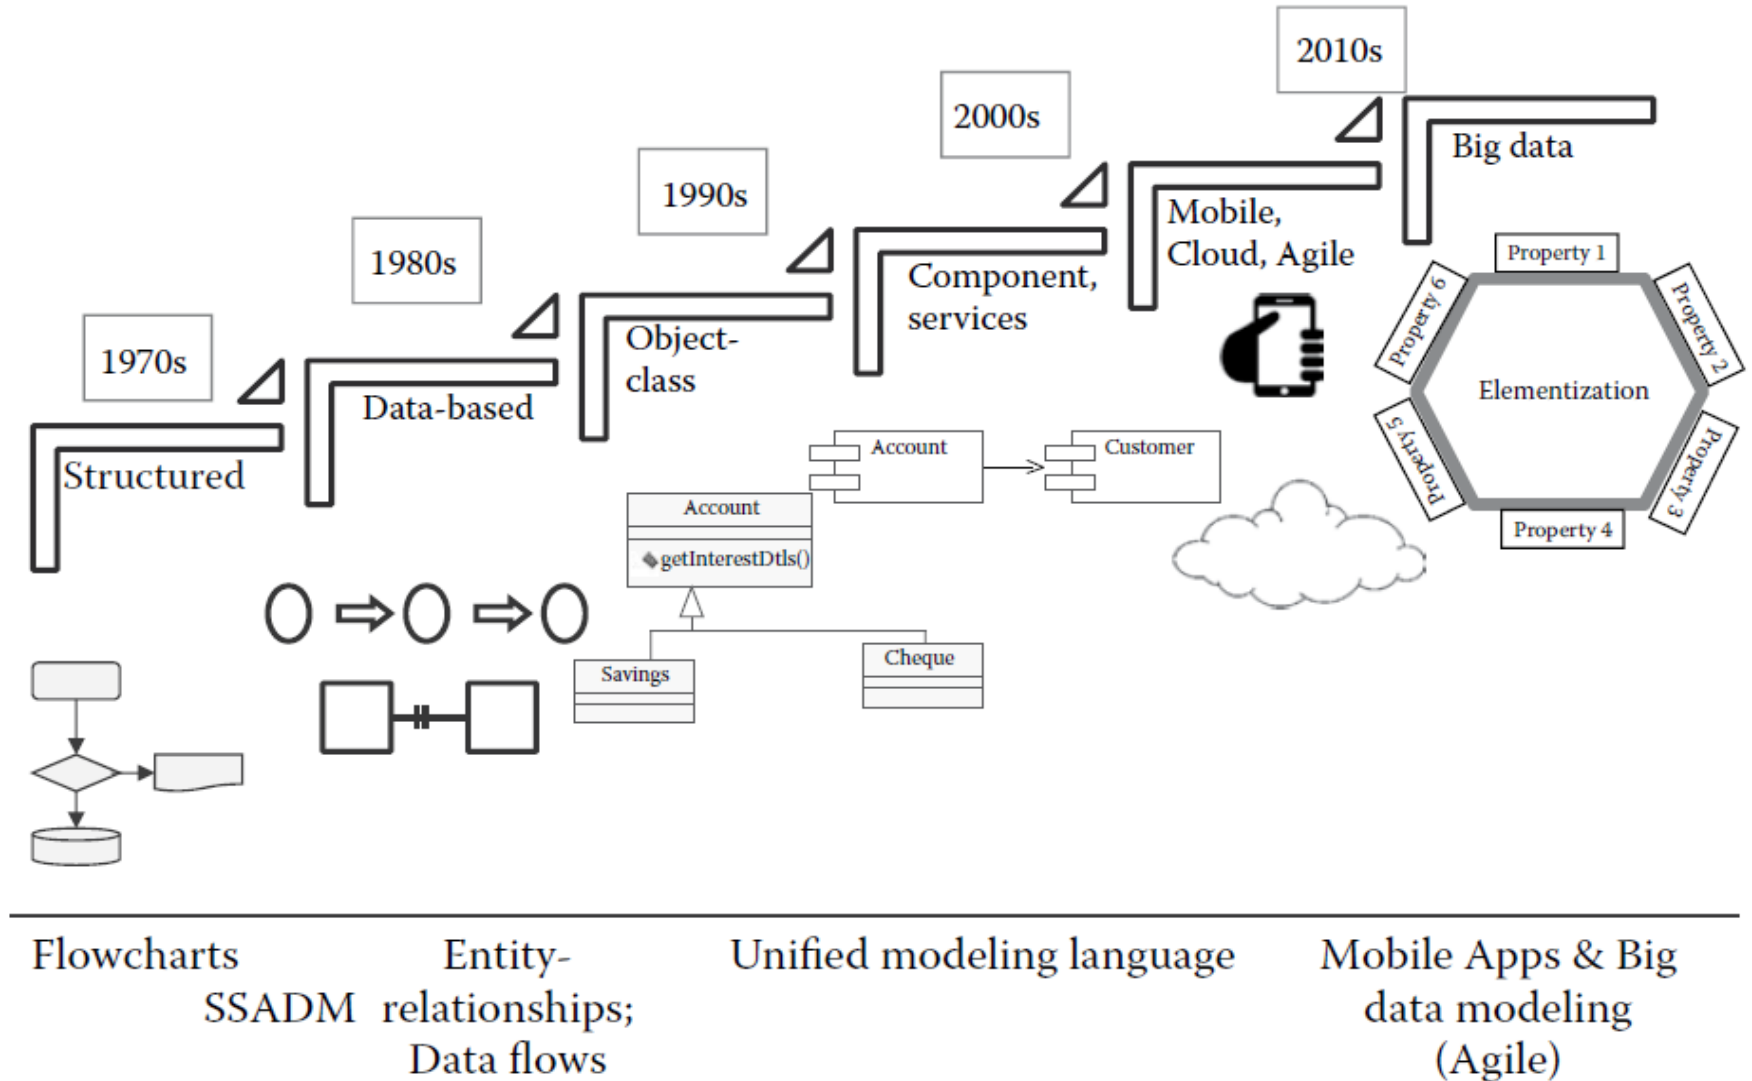 2010s
2000s
1990s
1980s
1970s
Big data
Mobile,
Cloud, Agile
Component,
services
Object-
class
Data-based
Structured
Property 1
Property 2
Property 3
Property 4
Property 5
Property 6
Elementization
Account
Customer
Account
getInterestDtls()
Savings
Cheque
Flowcharts
SSADM
Entity-
relationships;
Data flows
Unified modeling language
Mobile Apps & Big
data modeling
(Agile)